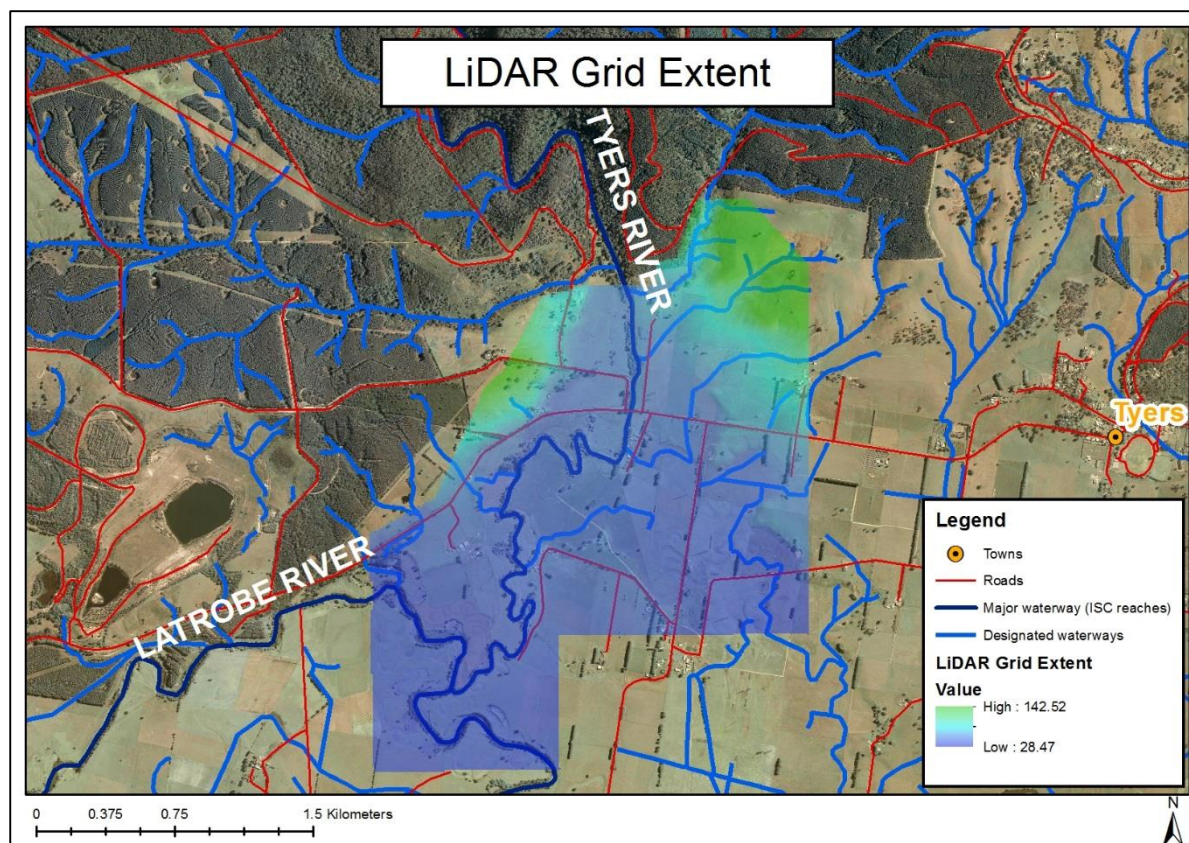 LiDAR Grid Extent
TYERS RIVER
Tyers
LATROBE RIVER
Legend
Towns
Roads
Major waterway (ISC reaches)
Designated waterways
LiDAR Grid Extent
Value
High : 142.52
Low : 28.47
0 0.375 0.75 1.5 Kilometers
N